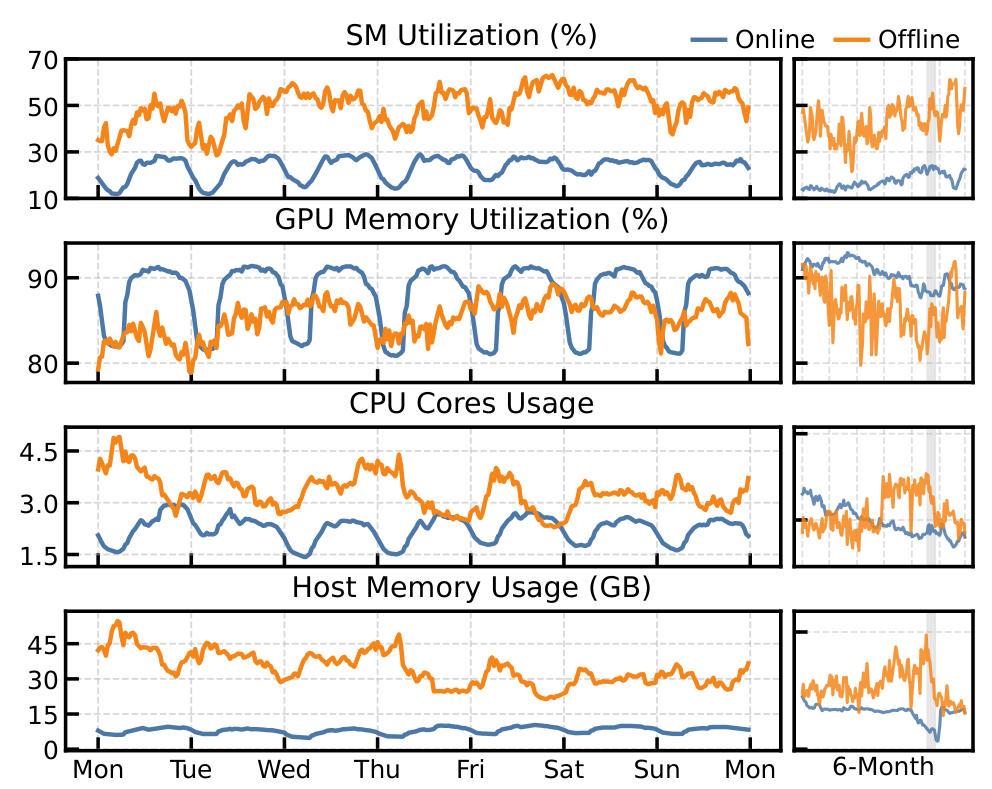 SM Utilization (%)
Online Offline
70
50
30
10
GPU Memory Utilization (%)
90
80
CPU Cores Usage
4.5
3.0
1.5
Host Memory Usage (GB)
45
30
15
0
Mon Tue Wed Thu Fri Sat Sun Mon
6-Month